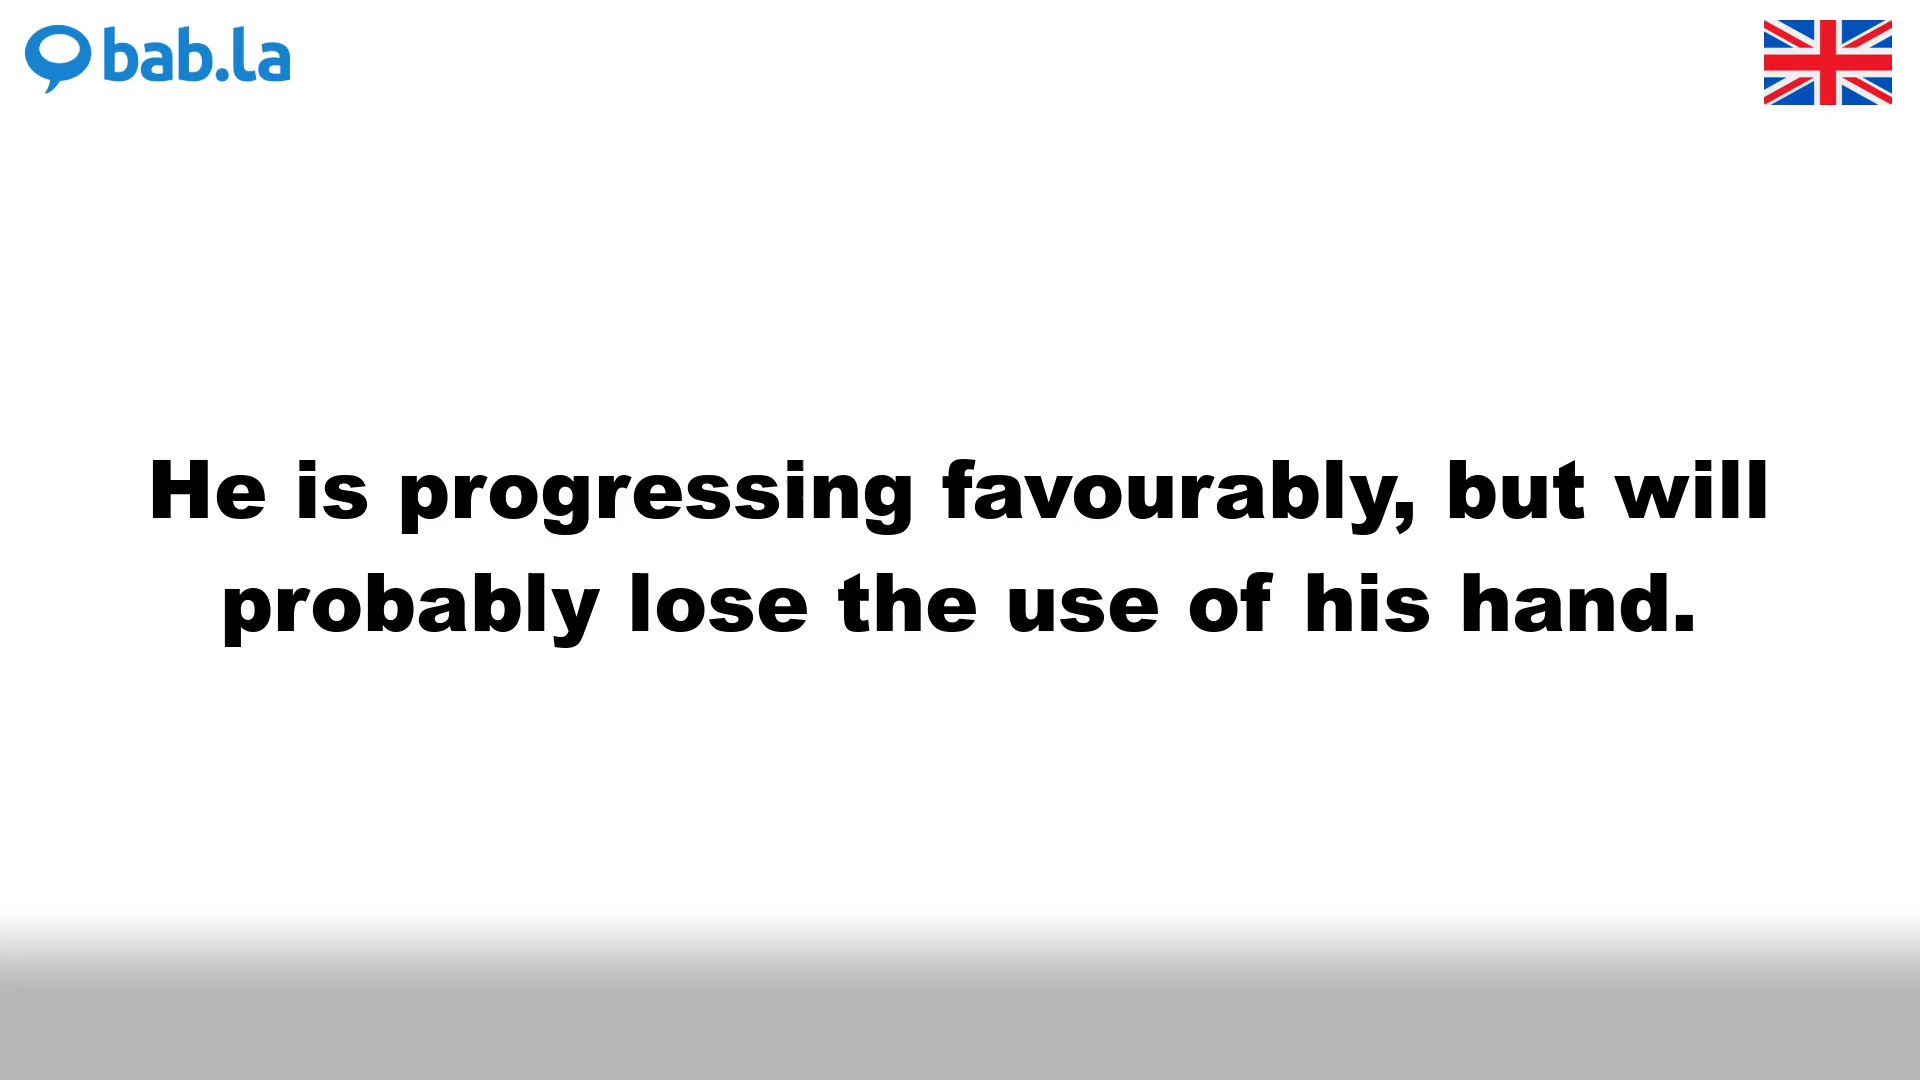 bab.la
He is progressing favourably, but will
probably lose the use of his hand.